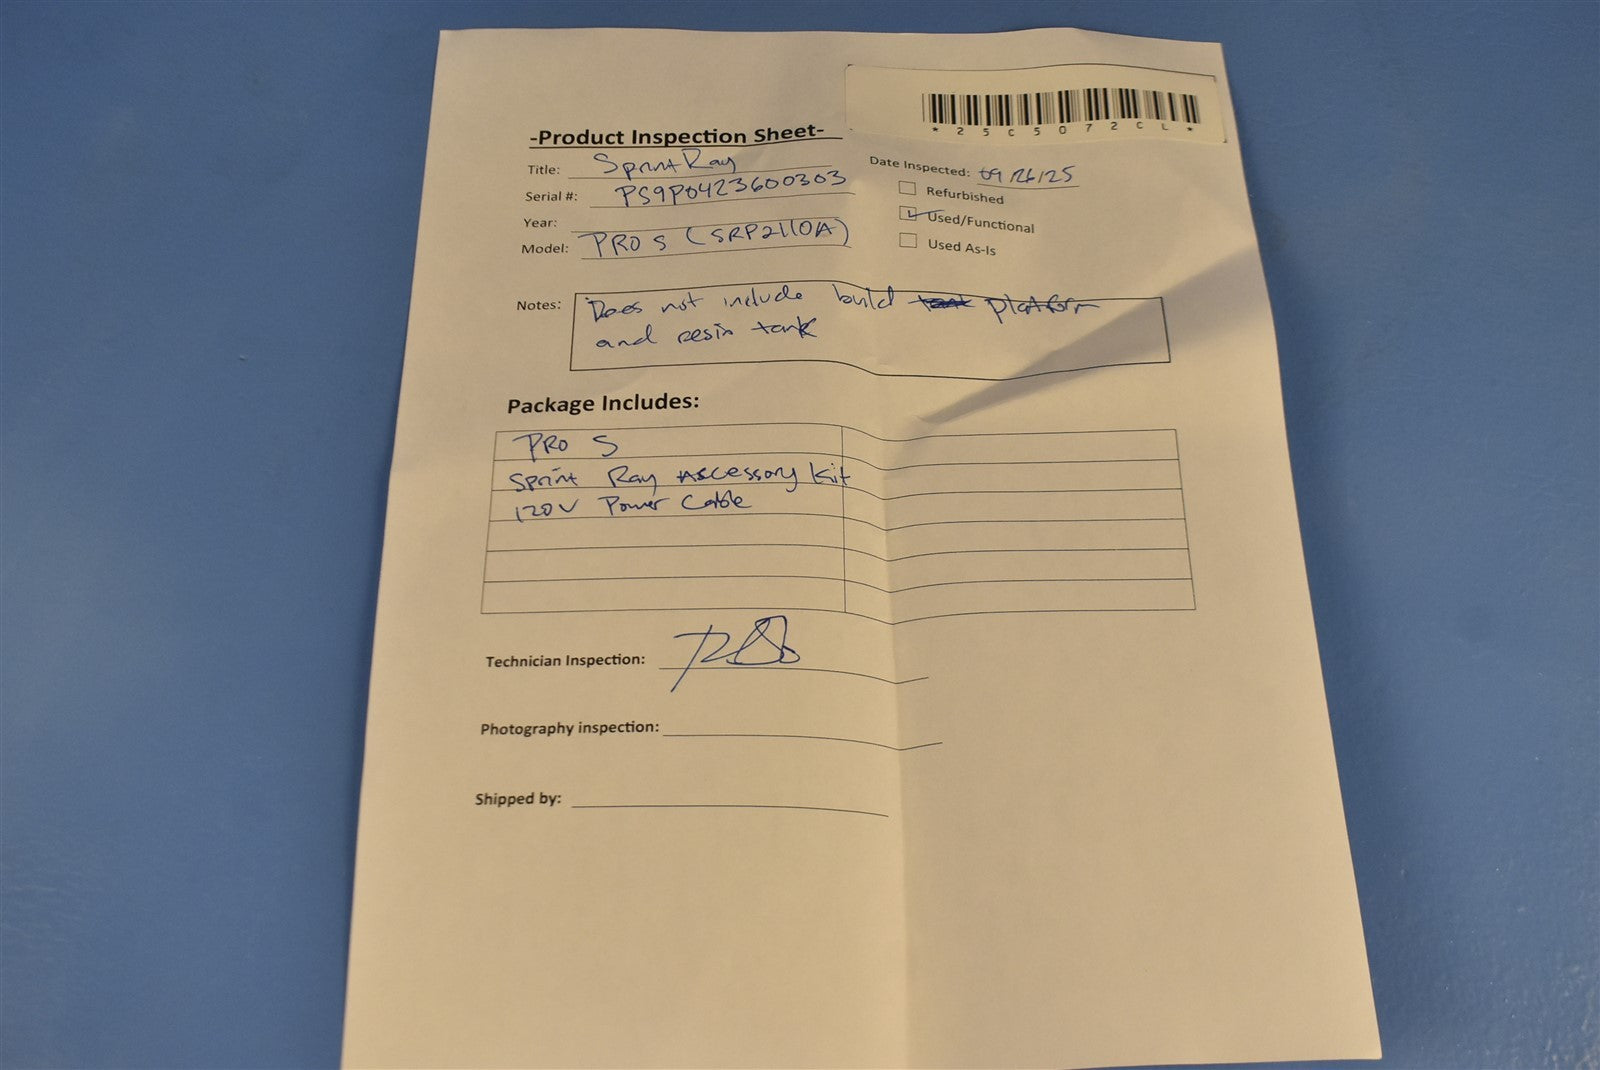 *25C5072CL*
-Product Inspection Sheet-
Title: SprintRay
Date Inspected: 09/26/25
Serial #: PS9P0423600303
Refurbished
Year:
Used/Functional
Model: PRO S (SRP2110A)
Used As-Is
Notes: Does not include build platform
and resin tank
Package Includes:
PRO S
Sprint Ray Accessory Kit
120V Power Cable
Technician Inspection:
Photography inspection:
Shipped by: